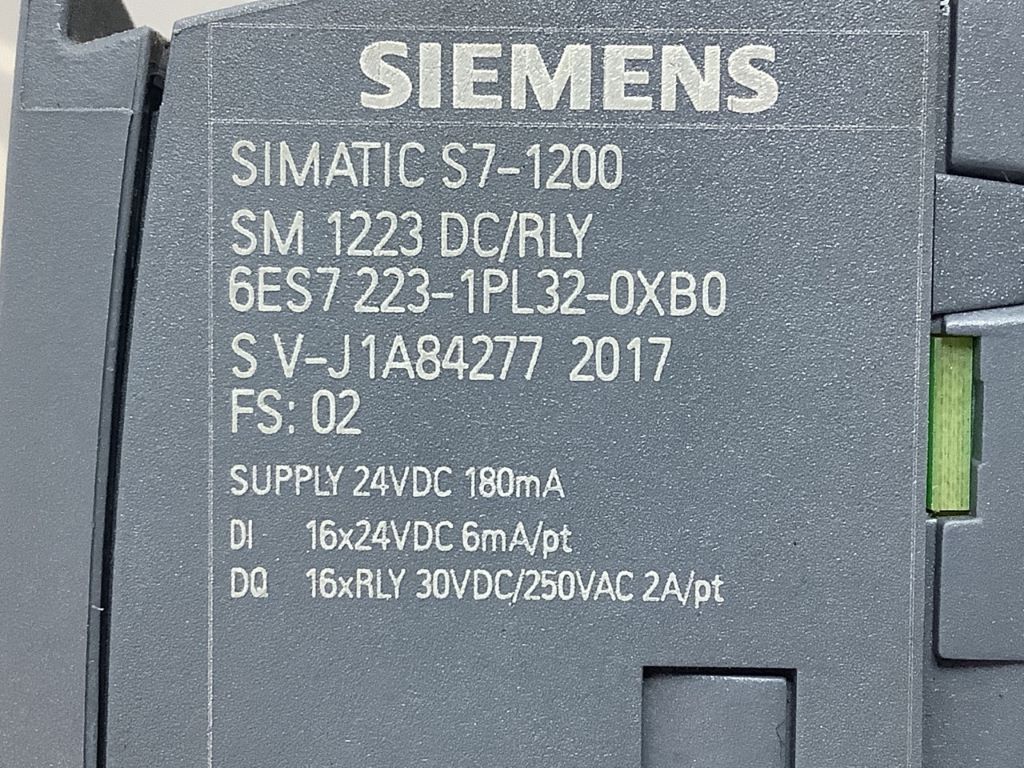 SIEMENS
SIMATIC S7-1200
SM 1223 DC/RLY
6ES7 223-1PL32-0XB0
S V-J1A84277 2017
FS: 02
SUPPLY 24VDC 180mA
DI 16x24VDC 6mA/pt
DQ 16xRLY 30VDC/250VAC 2A/pt